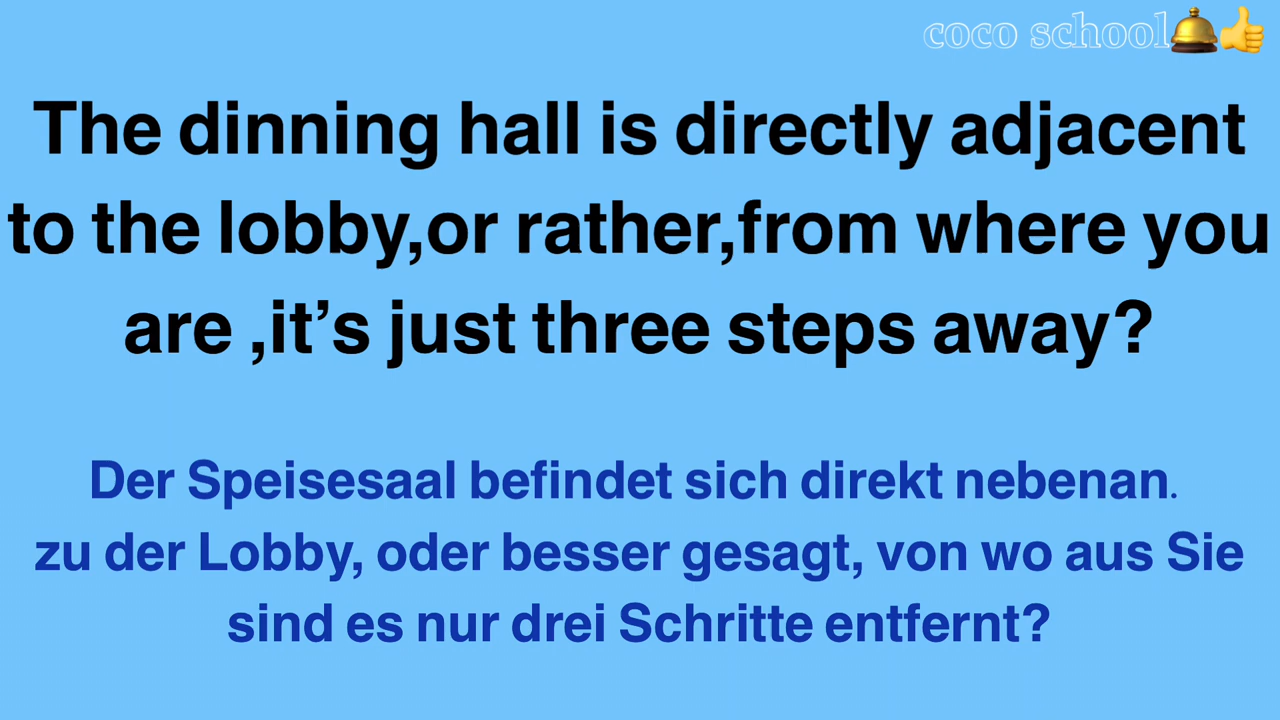 coco school🛎👍
The dinning hall is directly adjacent
to the lobby,or rather,from where you
are ,it’s just three steps away?
Der Speisesaal befindet sich direkt nebenan.
zu der Lobby, oder besser gesagt, von wo aus Sie
sind es nur drei Schritte entfernt?